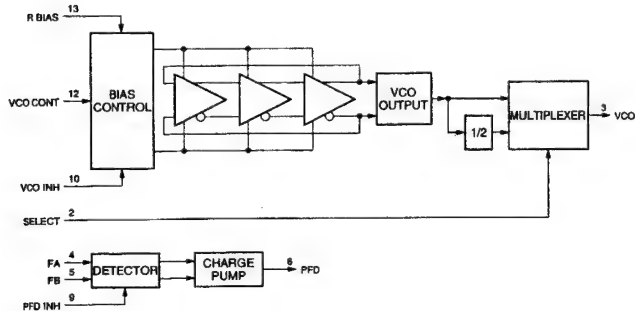 R BIAS 13
VCO CONT 12
BIAS CONTROL
VCO OUTPUT
MULTIPLEXER
3 VCO
1/2
VCO INH 10
SELECT 2
FA 4
FB 5
DETECTOR
CHARGE PUMP
6 PFD
PFD INH 9